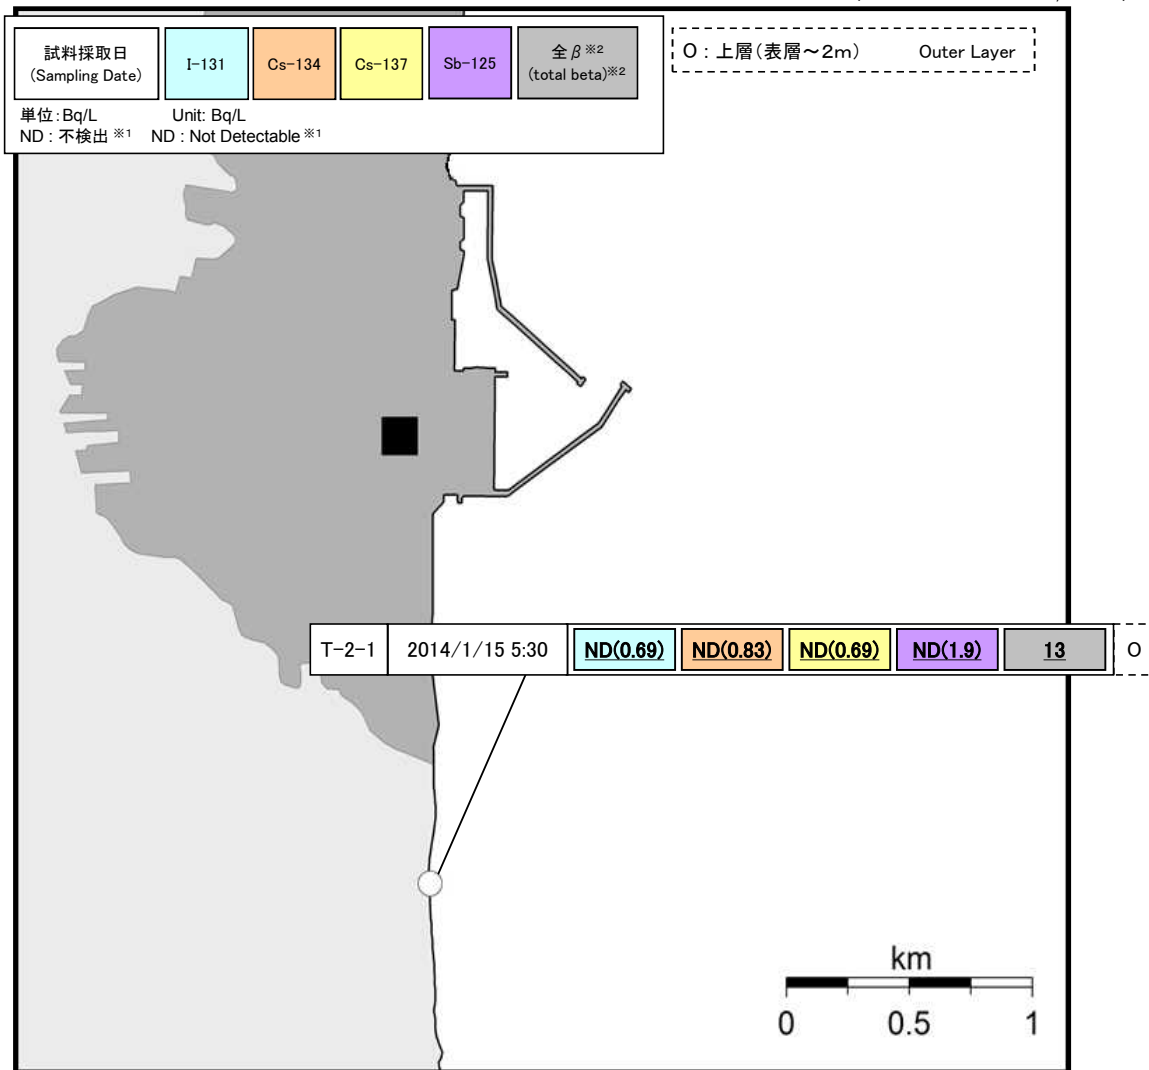 試料採取日
(Sampling Date)
I-131
Cs-134
Cs-137
Sb-125
全β※2
(total beta)※2
O : 上層(表層～2m) Outer Layer
単位:Bq/L Unit: Bq/L
ND : 不検出 ※1 ND : Not Detectable ※1
T-2-1 2014/1/15 5:30 ND(0.69) ND(0.83) ND(0.69) ND(1.9) 13 O
km
0 0.5 1